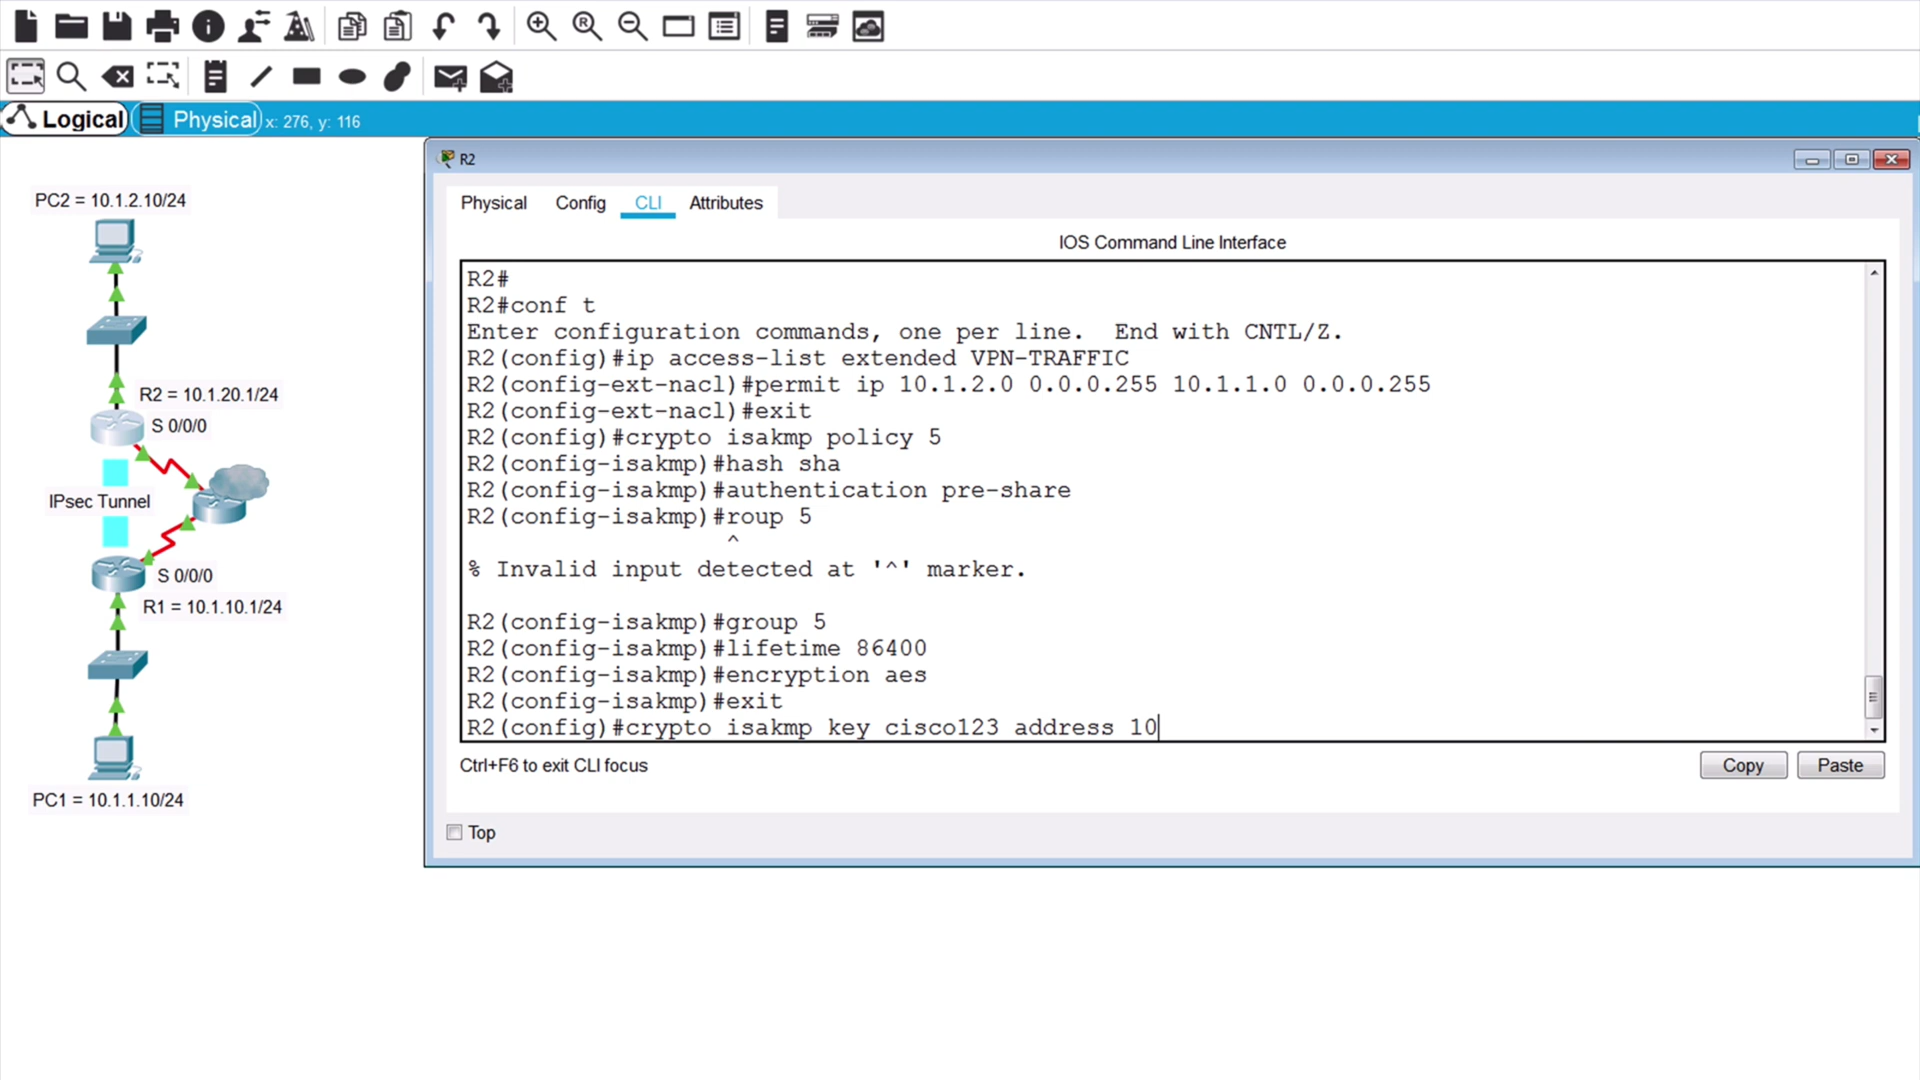 Logical
Physical
x: 276, y: 116
PC2 = 10.1.2.10/24
R2 = 10.1.20.1/24
S 0/0/0
IPsec Tunnel
S 0/0/0
R1 = 10.1.10.1/24
PC1 = 10.1.1.10/24
R2
Physical Config CLI Attributes
IOS Command Line Interface
R2#
R2#conf t
Enter configuration commands, one per line.  End with CNTL/Z.
R2(config)#ip access-list extended VPN-TRAFFIC
R2(config-ext-nacl)#permit ip 10.1.2.0 0.0.0.255 10.1.1.0 0.0.0.255
R2(config-ext-nacl)#exit
R2(config)#crypto isakmp policy 5
R2(config-isakmp)#hash sha
R2(config-isakmp)#authentication pre-share
R2(config-isakmp)#roup 5
^
% Invalid input detected at '^' marker.
R2(config-isakmp)#group 5
R2(config-isakmp)#lifetime 86400
R2(config-isakmp)#encryption aes
R2(config-isakmp)#exit
R2(config)#crypto isakmp key cisco123 address 10
Ctrl+F6 to exit CLI focus
Copy
Paste
Top